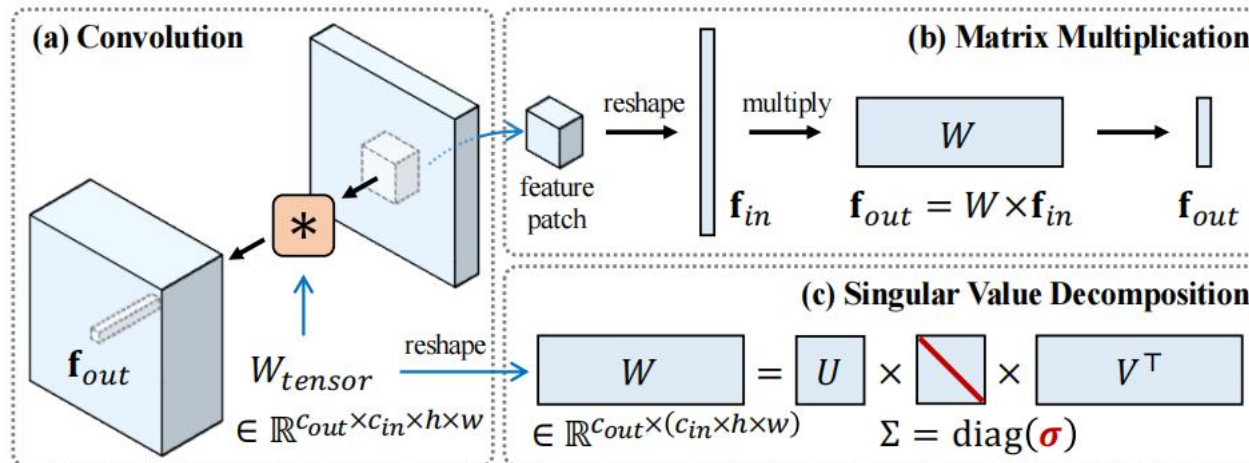 (a) Convolution
*
f_out
W_tensor
∈ ℝ^{c_out×c_in×h×w}
reshape
(b) Matrix Multiplication
feature
patch
reshape
f_in
multiply
W
f_out = W×f_in
f_out
(c) Singular Value Decomposition
W = U × × V^⊤
∈ ℝ^{c_out×(c_in×h×w)}
Σ = diag(σ)